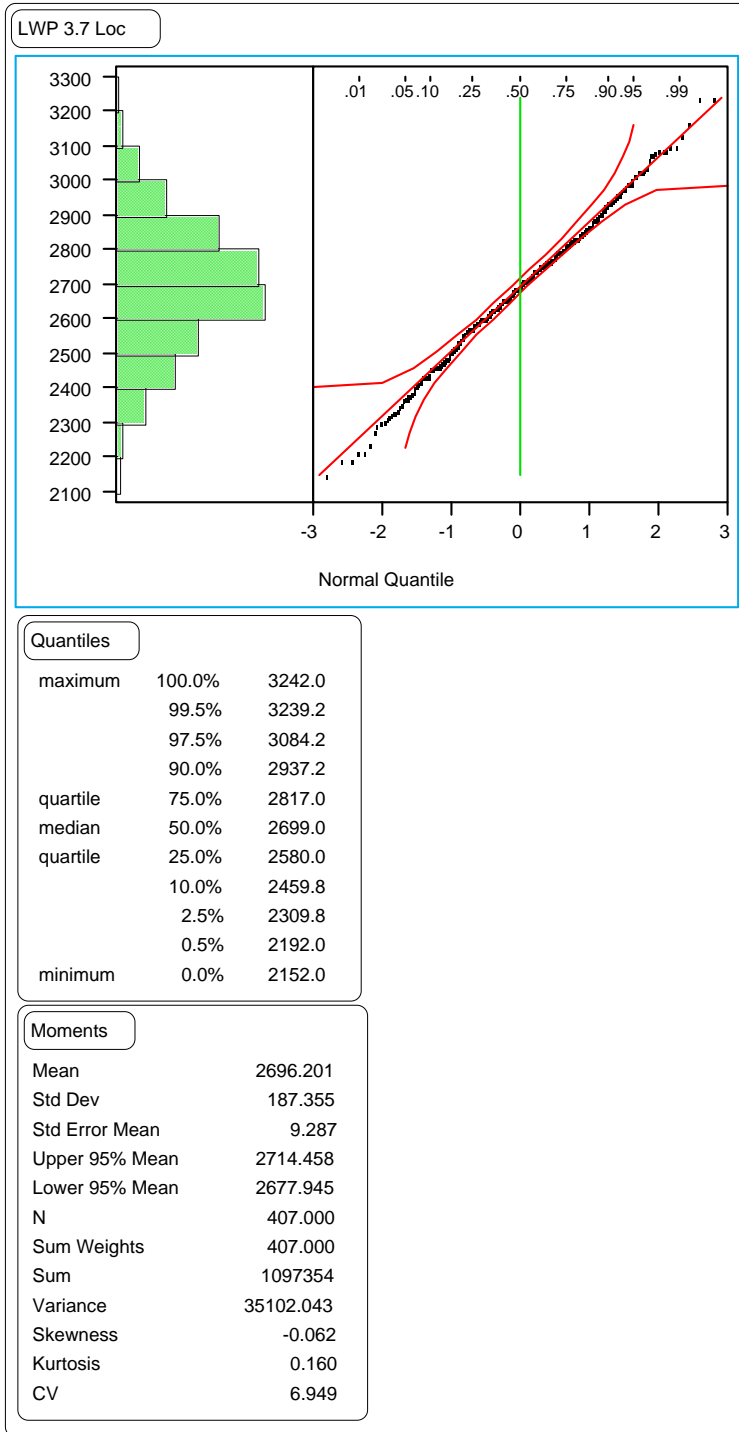 LWP 3.7 Loc
3300
3200
3100
3000
2900
2800
2700
2600
2500
2400
2300
2200
2100
.01 .05 .10 .25 .50 .75 .90 .95 .99
-3 -2 -1 0 1 2 3
Normal Quantile
Quantiles
maximum 100.0% 3242.0
99.5% 3239.2
97.5% 3084.2
90.0% 2937.2
quartile 75.0% 2817.0
median 50.0% 2699.0
quartile 25.0% 2580.0
10.0% 2459.8
2.5% 2309.8
0.5% 2192.0
minimum 0.0% 2152.0
Moments
Mean 2696.201
Std Dev 187.355
Std Error Mean 9.287
Upper 95% Mean 2714.458
Lower 95% Mean 2677.945
N 407.000
Sum Weights 407.000
Sum 1097354
Variance 35102.043
Skewness -0.062
Kurtosis 0.160
CV 6.949